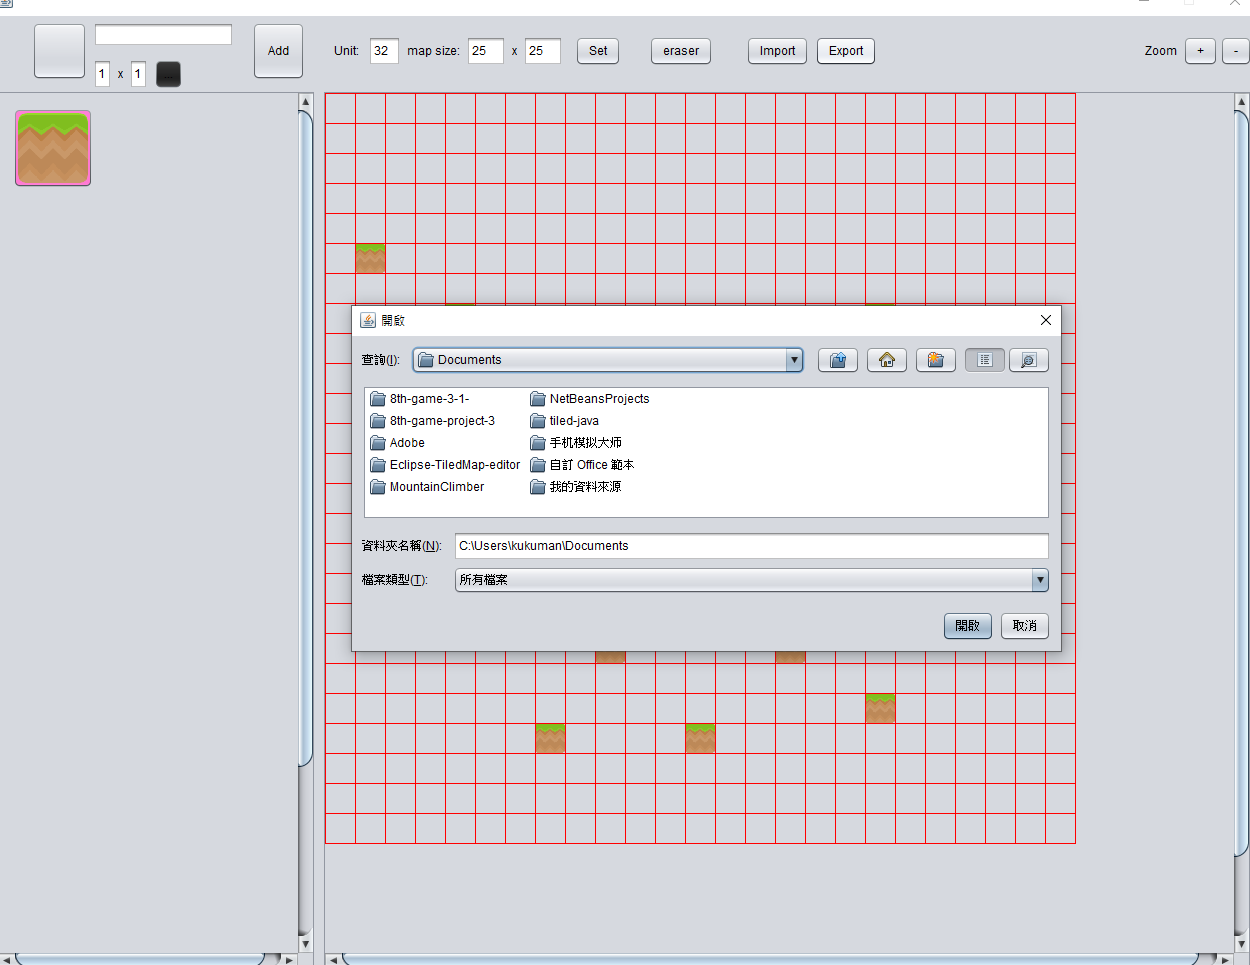 Add
Unit: 32 map size: 25 x 25 Set eraser Import Export Zoom + -
1 x 1
開啟
查詢(I): Documents
8th-game-3-1-
8th-game-project-3
Adobe
Eclipse-TiledMap-editor
MountainClimber
NetBeansProjects
tiled-java
手机模拟大师
自訂 Office 範本
我的資料來源
資料夾名稱(N): C:\Users\kukuman\Documents
檔案類型(T): 所有檔案
開啟 取消